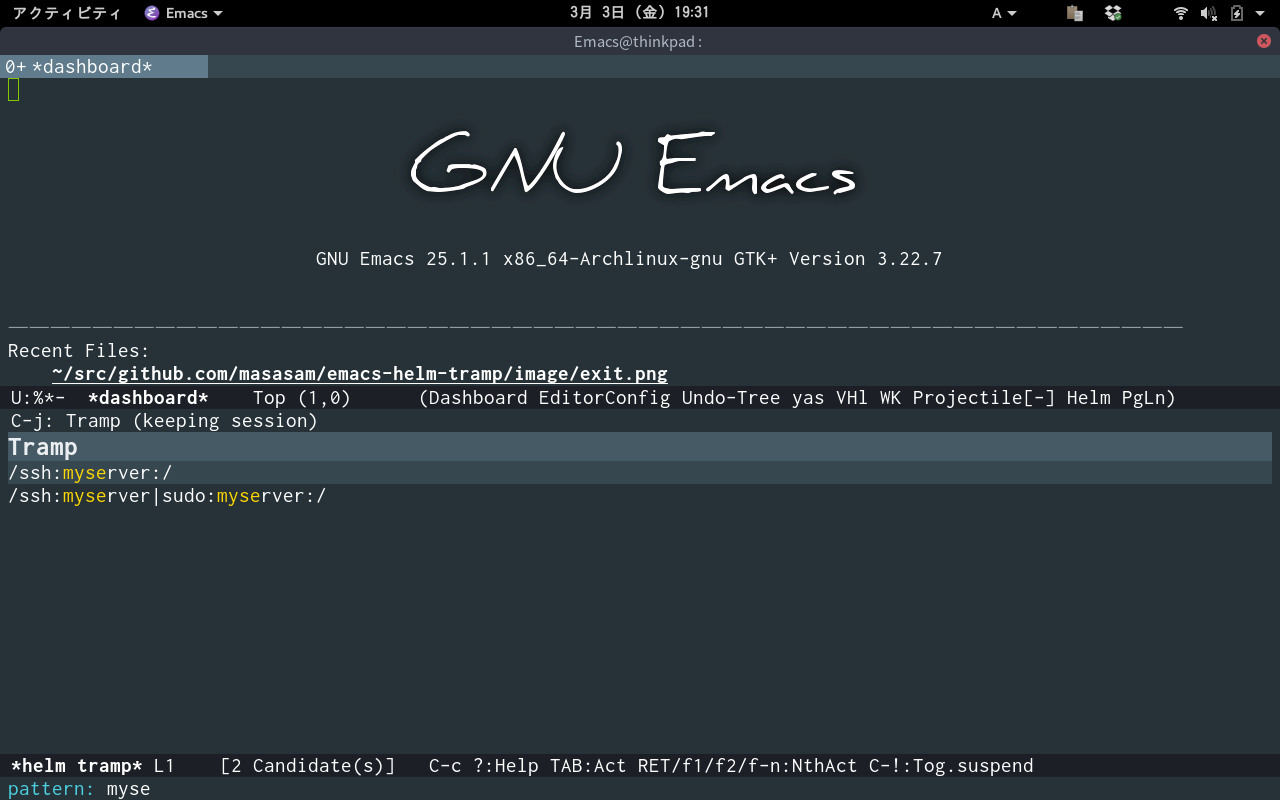 アクティビティ Emacs 3月 3日 (金) 19:31 A
Emacs@thinkpad:
0+ *dashboard*
GNU Emacs
GNU Emacs 25.1.1 x86_64-Archlinux-gnu GTK+ Version 3.22.7
Recent Files:
~/src/github.com/masasam/emacs-helm-tramp/image/exit.png
U:%*- *dashboard* Top (1,0) (Dashboard EditorConfig Undo-Tree yas VHl WK Projectile[-] Helm PgLn)
C-j: Tramp (keeping session)
Tramp
/ssh:myserver:/
/ssh:myserver|sudo:myserver:/
*helm tramp* L1 [2 Candidate(s)] C-c ?:Help TAB:Act RET/f1/f2/f-n:NthAct C-!:Tog.suspend
pattern: myse